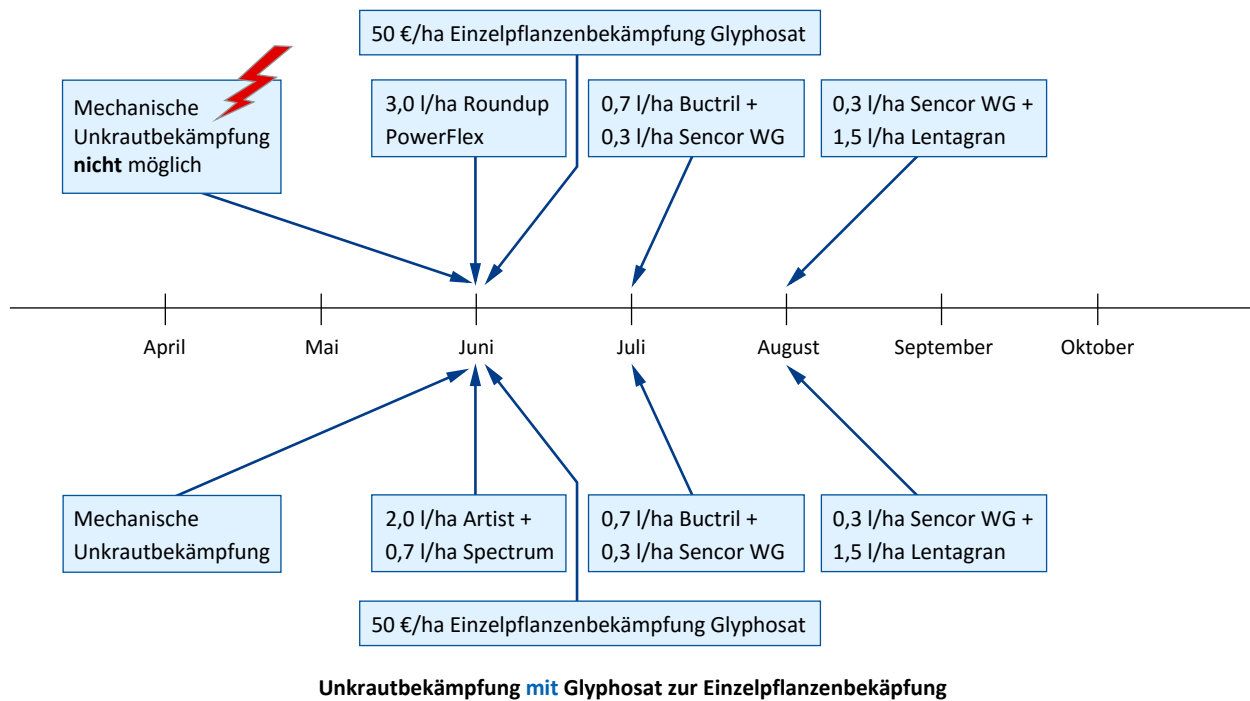 50 €/ha Einzelpflanzenbekämpfung Glyphosat
Mechanische
Unkrautbekämpfung
nicht möglich
3,0 l/ha Roundup
PowerFlex
0,7 l/ha Buctril +
0,3 l/ha Sencor WG
0,3 l/ha Sencor WG +
1,5 l/ha Lentagran
April
Mai
Juni
Juli
August
September
Oktober
Mechanische
Unkrautbekämpfung
2,0 l/ha Artist +
0,7 l/ha Spectrum
0,7 l/ha Buctril +
0,3 l/ha Sencor WG
0,3 l/ha Sencor WG +
1,5 l/ha Lentagran
50 €/ha Einzelpflanzenbekämpfung Glyphosat
Unkrautbekämpfung mit Glyphosat zur Einzelpflanzenbekäpfung